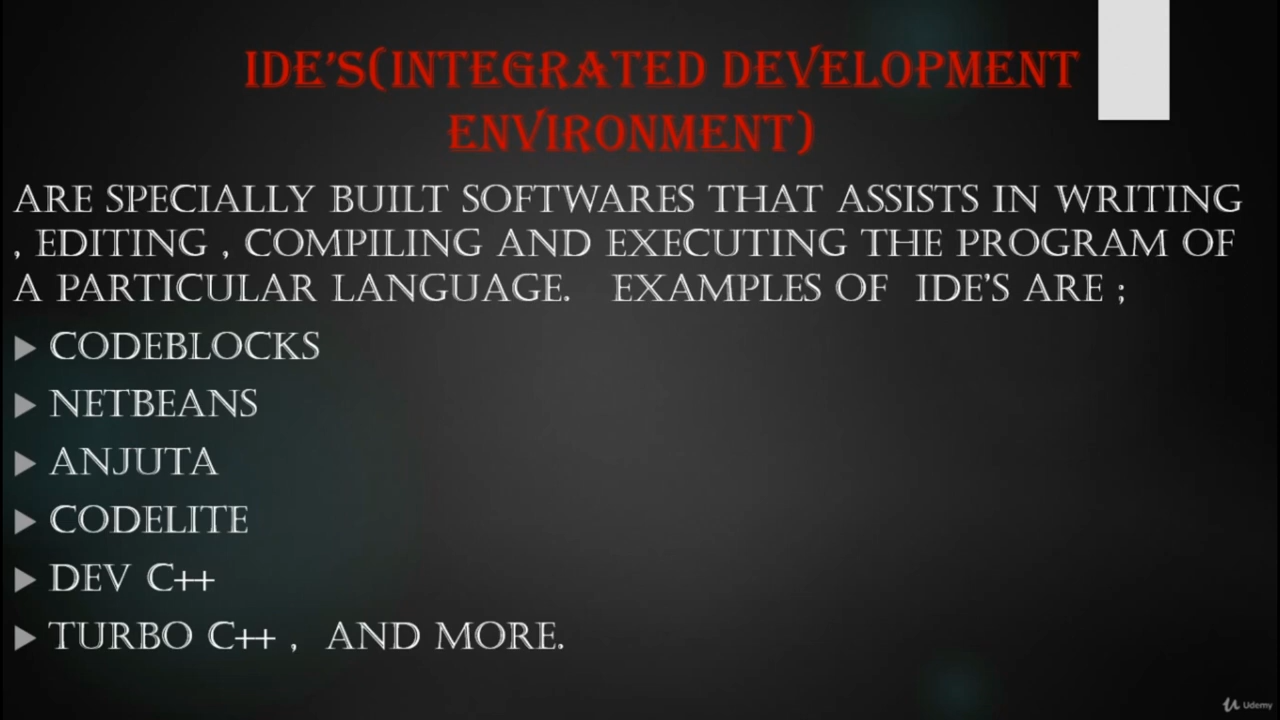 IDE'S(INTEGRATED DEVELOPMENT
ENVIRONMENT)
ARE SPECIALLY BUILT SOFTWARES THAT ASSISTS IN WRITING
, EDITING , COMPILING AND EXECUTING THE PROGRAM OF
A PARTICULAR LANGUAGE. EXAMPLES OF IDE'S ARE ;
CODEBLOCKS
NETBEANS
ANJUTA
CODELITE
DEV C++
TURBO C++ , AND MORE.
Udemy